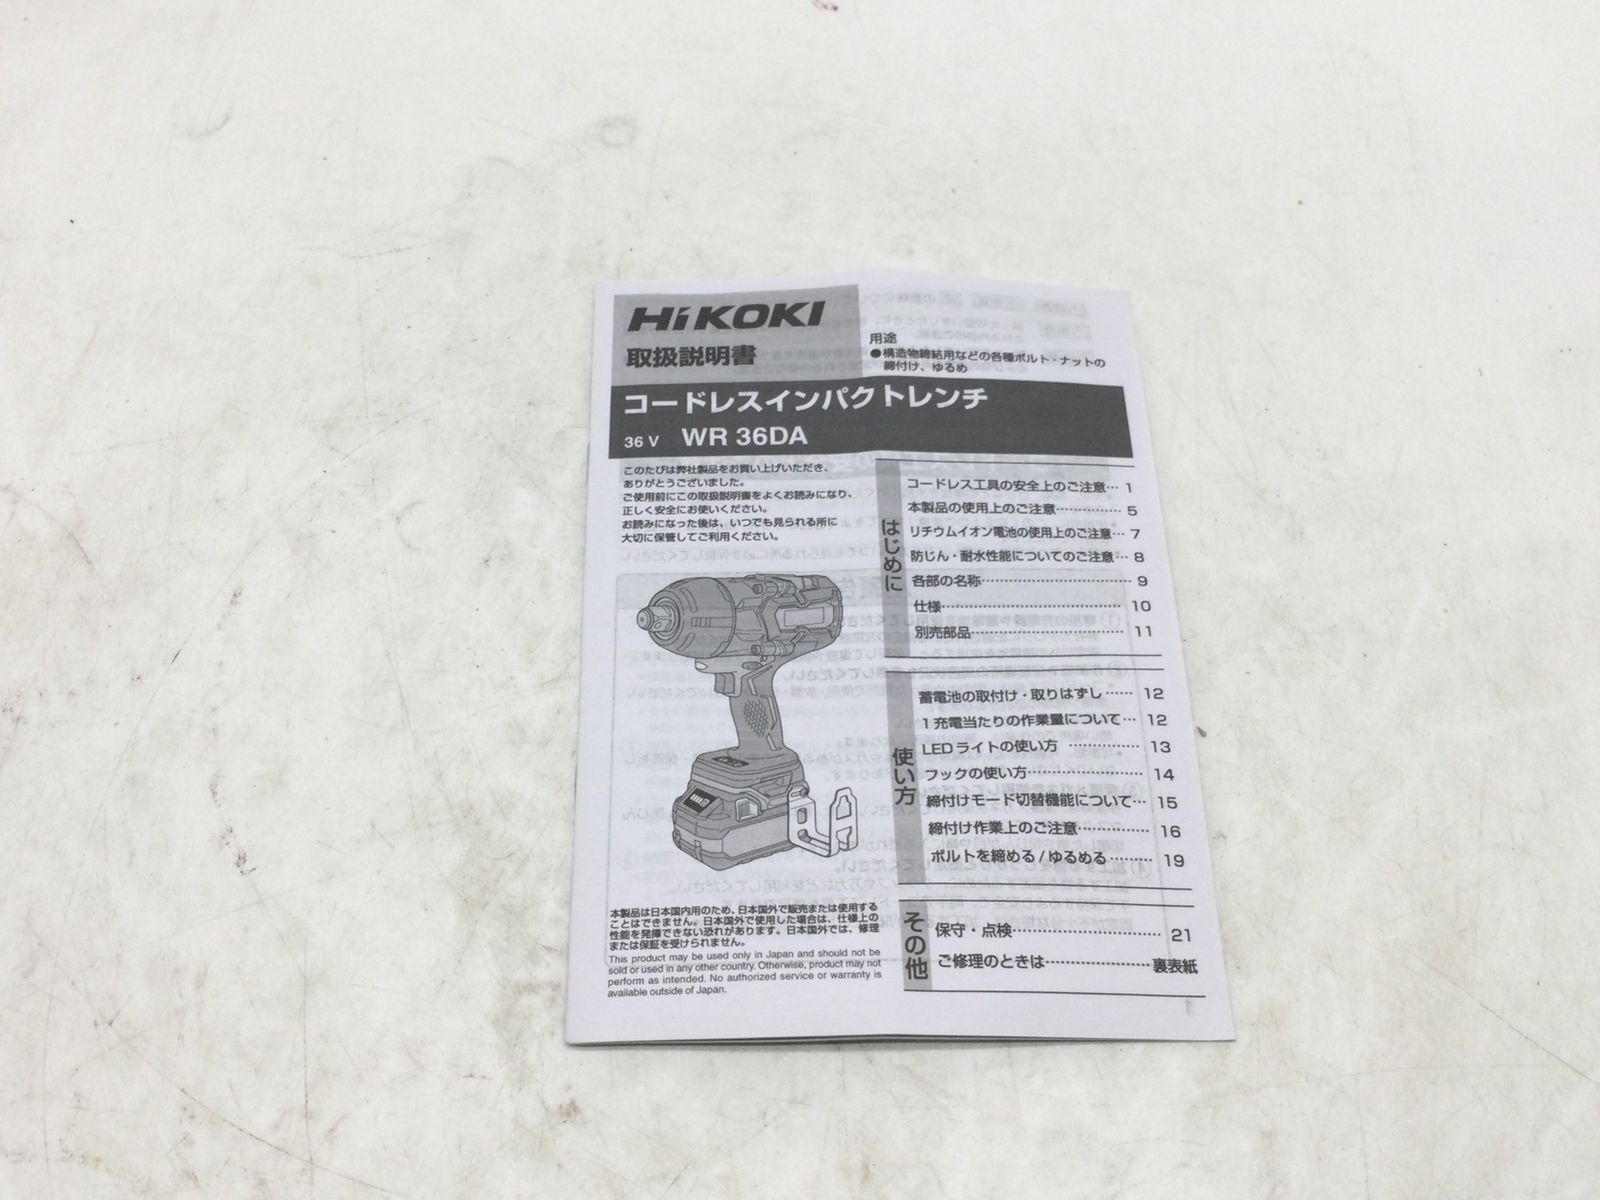 HiKOKI
取扱説明書
用途
●構造物締結用などの各種ボルト・ナットの
締付け、ゆるめ
コードレスインパクトレンチ
36 V WR 36DA
このたびは弊社製品をお買い上げいただき、
ありがとうございました。
ご使用前にこの取扱説明書をよくお読みになり、
正しく安全にお使いください。
お読みになった後は、いつでも見られる所に
大切に保管してご利用ください。
はじめに
コードレス工具の安全上のご注意… 1
本製品の使用上のご注意…………… 5
リチウムイオン電池の使用上のご注意… 7
防じん・耐水性能についてのご注意… 8
各部の名称………………………… 9
仕様………………………………… 10
別売部品…………………………… 11
使い方
蓄電池の取付け・取りはずし…… 12
1充電当たりの作業量について… 12
LEDライトの使い方 ………… 13
フックの使い方………………… 14
締付けモード切替機能について… 15
締付け作業上のご注意………… 16
ボルトを締める/ゆるめる……… 19
その他
保守・点検……………………… 21
ご修理のときは………………裏表紙
本製品は日本国内用のため、日本国外で販売または使用する
ことはできません。日本国外で使用した場合は、仕様上の
性能を発揮できない恐れがあります。日本国外では、修理
または保証を受けられません。
This product may be used only in Japan and should not be
sold or used in any other country. Otherwise, product may not
perform as intended. No authorized service or warranty is
available outside of Japan.